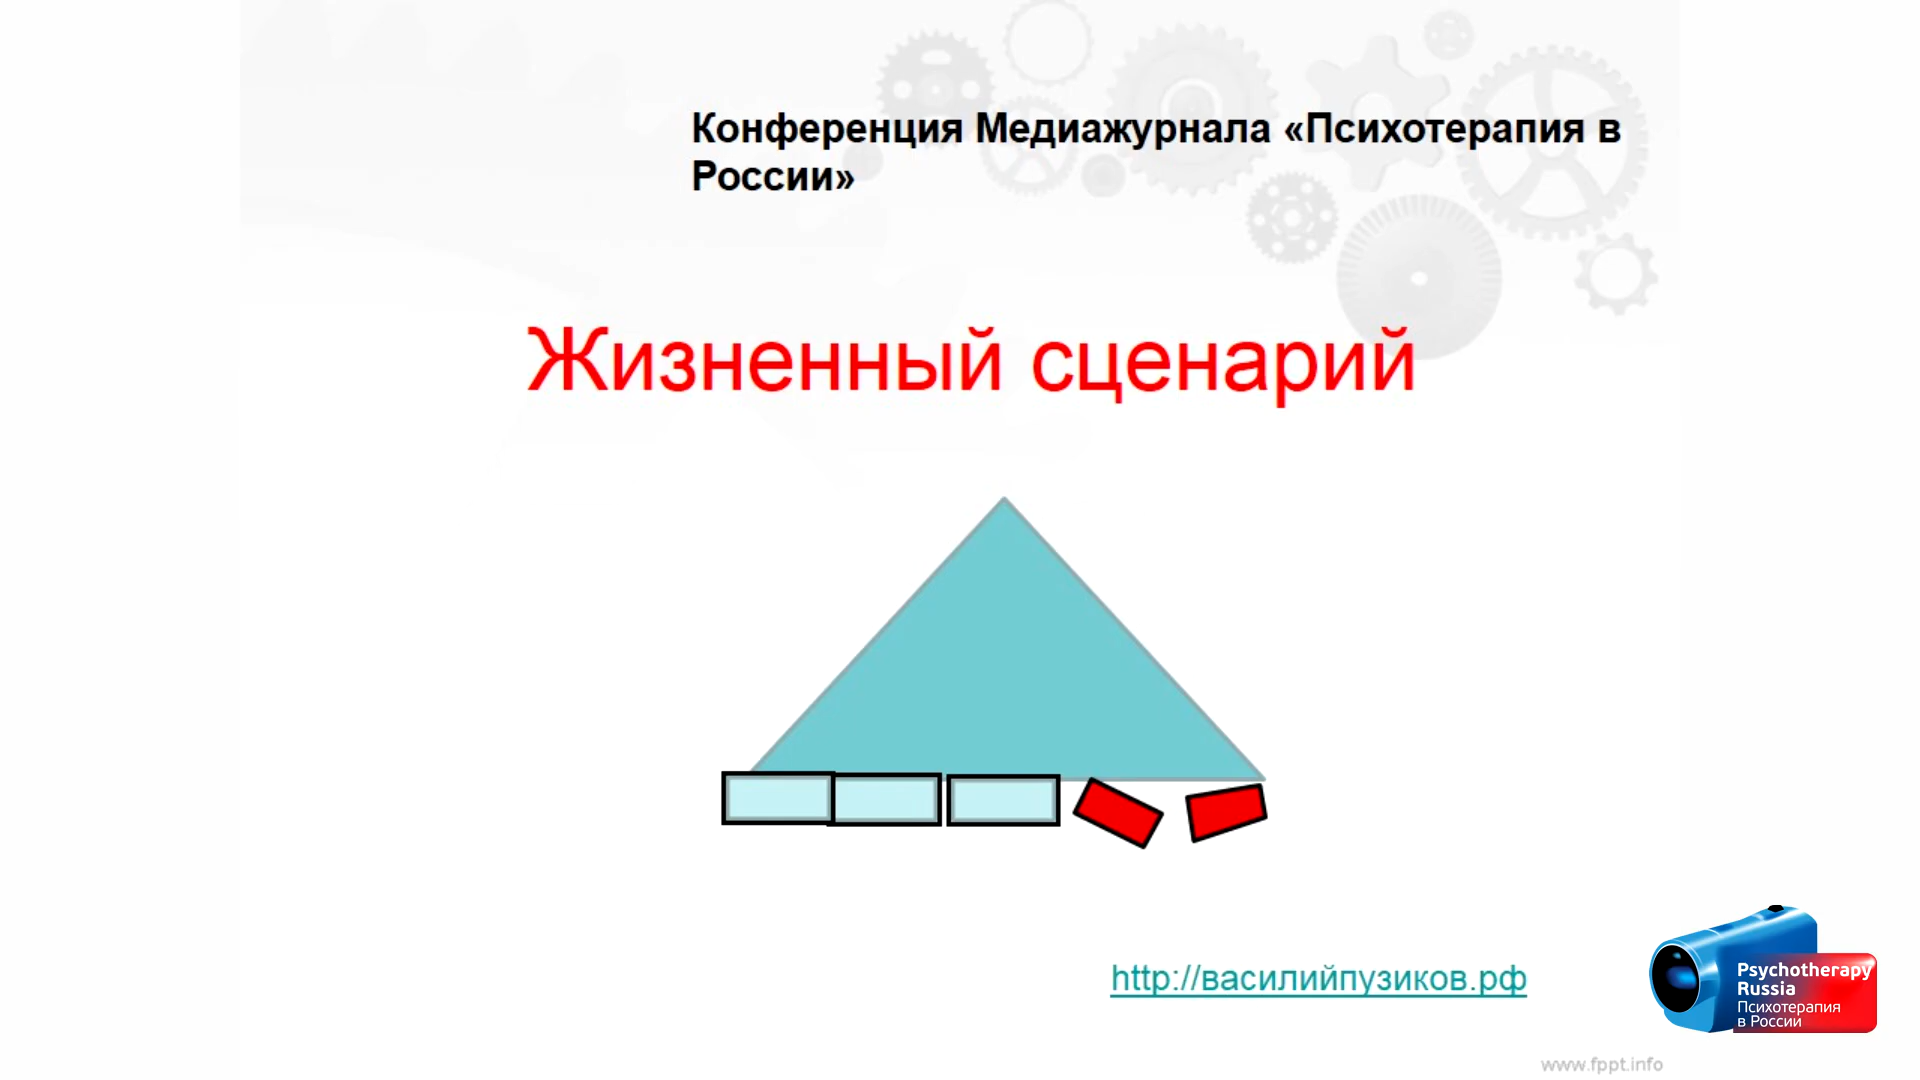 Конференция Медиажурнала «Психотерапия в
России»
Жизненный сценарий
http://василийпузиков.рф
Psychotherapy
Russia
Психотерапия
в России
www.fppt.info